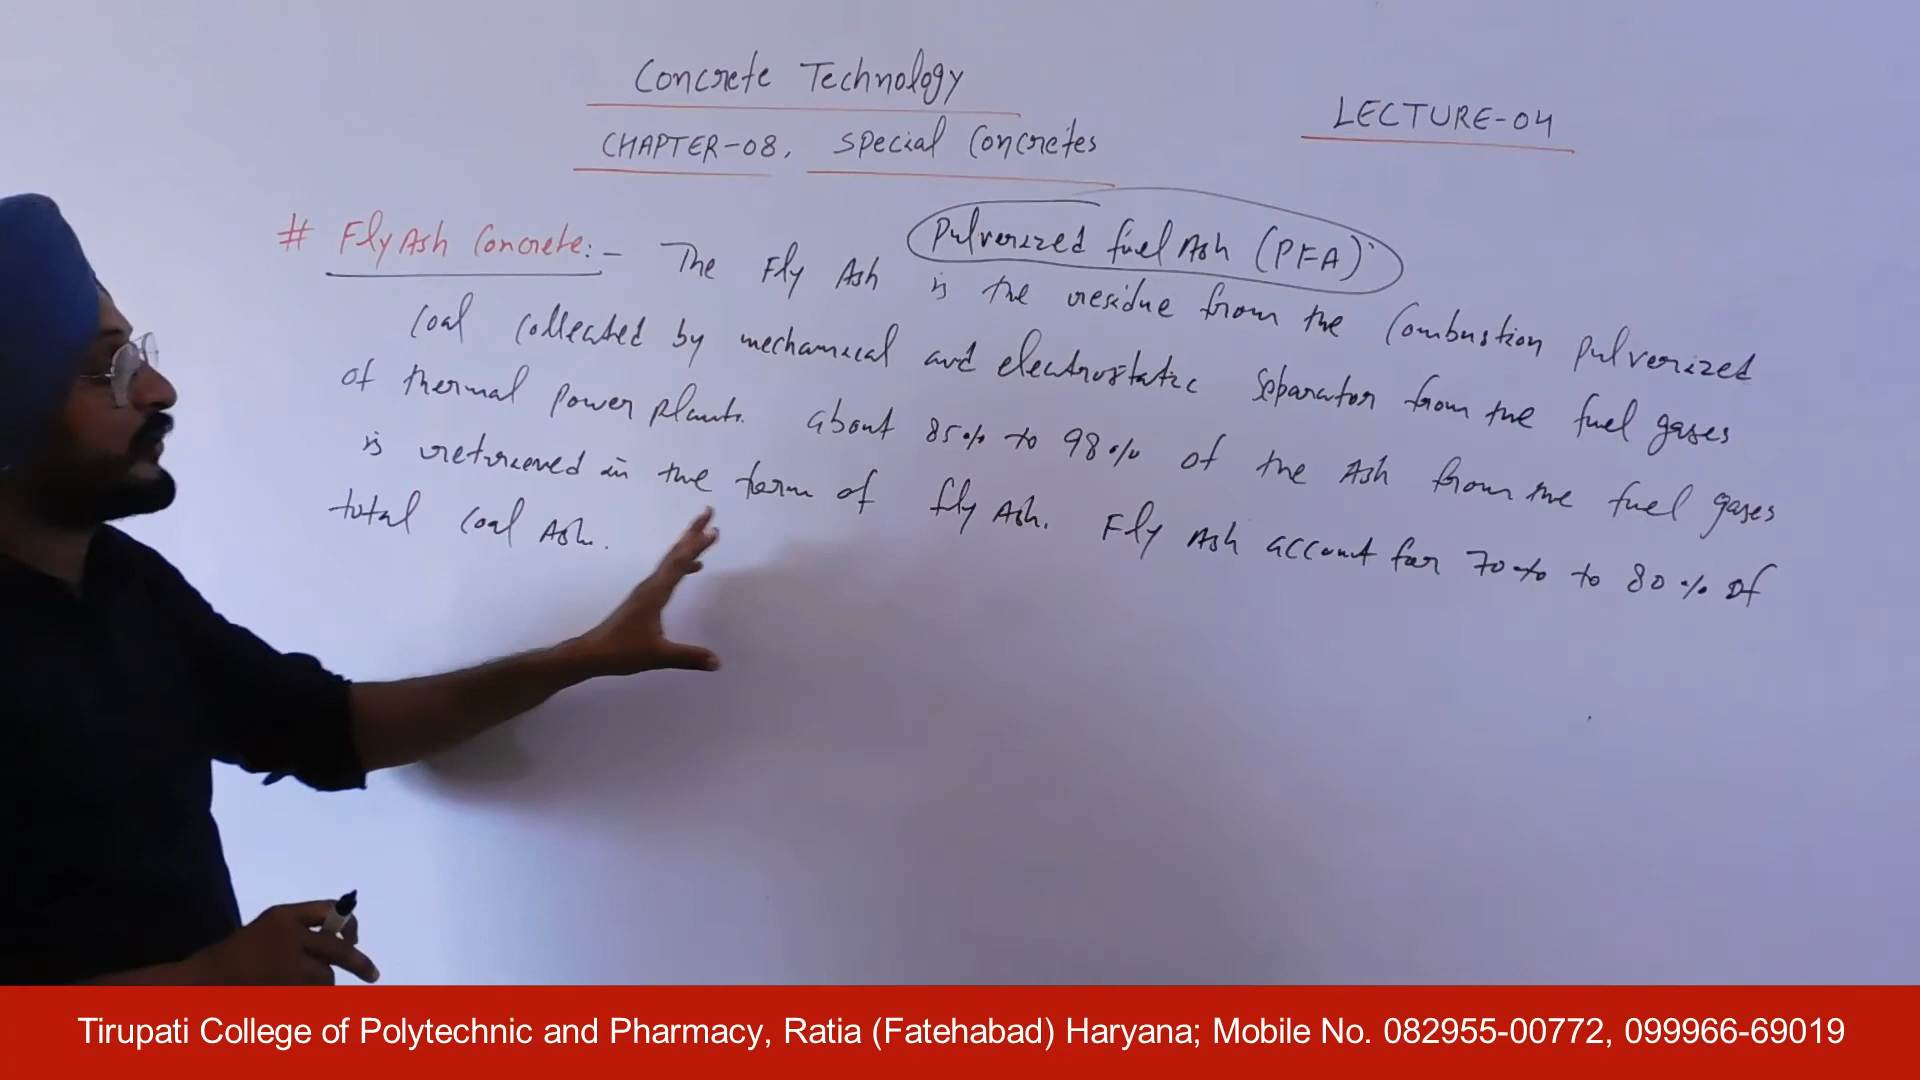 Concrete Technology
LECTURE-04
CHAPTER-08. Special Concretes
Pulverized fuel Ash (PFA)
# Fly Ash Concrete:- The Fly Ash is the residue from the Combustion pulverized
Coal collected by mechanical and electrostatic Separator from the fuel gases
of thermal power plants. About 85% to 98% of the Ash from the fuel gases
is retrieved in the form of fly Ash. Fly Ash account for 70% to 80% of
total Coal Ash.
Tirupati College of Polytechnic and Pharmacy, Ratia (Fatehabad) Haryana; Mobile No. 082955-00772, 099966-69019